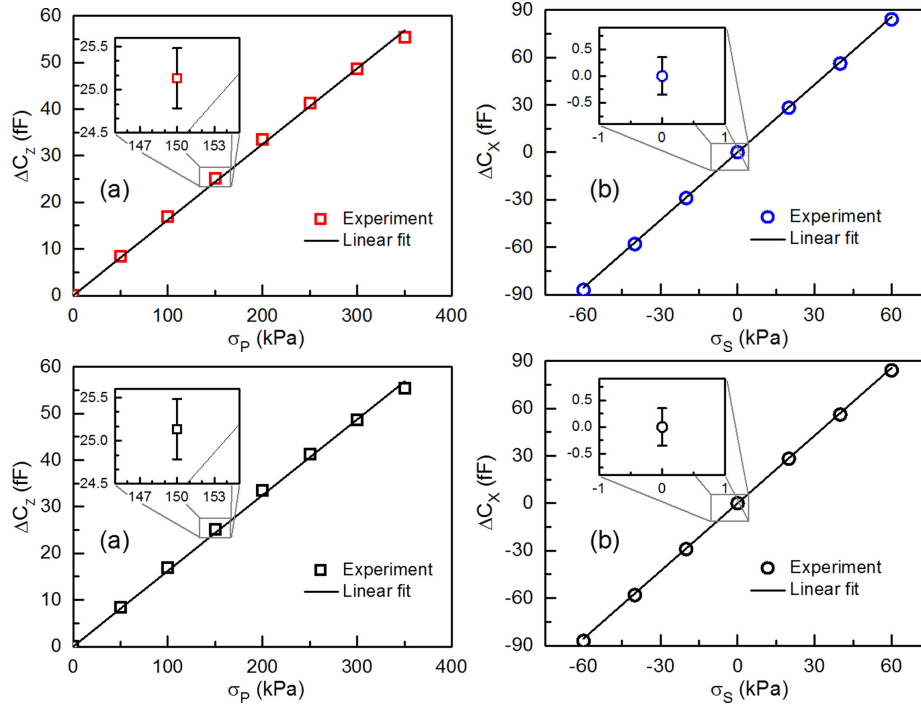 60
50
40
30
20
10
0
ΔC_Z (fF)
25.5
25.0
24.5
147 150 153
(a)
Experiment
Linear fit
0 100 200 300 400
σ_P (kPa)
90
60
30
0
-30
-60
-90
ΔC_X (fF)
0.5
0.0
-0.5
-1 0 1
(b)
Experiment
Linear fit
-60 -30 0 30 60
σ_S (kPa)
60
50
40
30
20
10
0
ΔC_Z (fF)
25.5
25.0
24.5
147 150 153
(a)
Experiment
Linear fit
0 100 200 300 400
σ_P (kPa)
90
60
30
0
-30
-60
-90
ΔC_X (fF)
0.5
0.0
-0.5
-1 0 1
(b)
Experiment
Linear fit
-60 -30 0 30 60
σ_S (kPa)